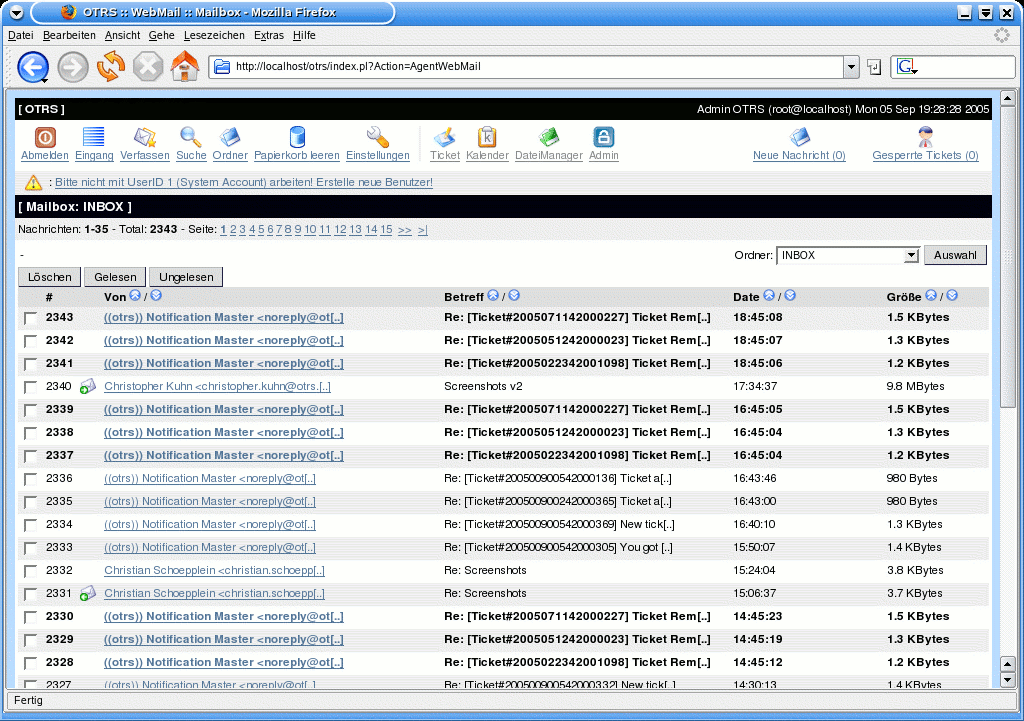 OTRS :: WebMail :: Mailbox - Mozilla Firefox
Datei Bearbeiten Ansicht Gehe Lesezeichen Extras Hilfe
http://localhost/otrs/index.pl?Action=AgentWebMail
[ OTRS ] Admin OTRS (root@localhost) Mon 05 Sep 19:28:28 2005
Abmelden Eingang Verfassen Suche Ordner Papierkorb leeren Einstellungen Ticket Kalender DateiManager Admin Neue Nachricht (0) Gesperrte Tickets (0)
: Bitte nicht mit UserID 1 (System Account) arbeiten! Erstelle neue Benutzer!
[ Mailbox: INBOX ]
Nachrichten: 1-35 - Total: 2343 - Seite: 1 2 3 4 5 6 7 8 9 10 11 12 13 14 15 >> >|
- Ordner: INBOX Auswahl
Löschen Gelesen Ungelesen
# Von / Betreff / Date / Größe /
2343 ((otrs)) Notification Master <noreply@ot[..] Re: [Ticket#2005071142000227] Ticket Rem[..] 18:45:08 1.5 KBytes
2342 ((otrs)) Notification Master <noreply@ot[..] Re: [Ticket#2005051242000023] Ticket Rem[..] 18:45:07 1.3 KBytes
2341 ((otrs)) Notification Master <noreply@ot[..] Re: [Ticket#2005022342001098] Ticket Rem[..] 18:45:06 1.2 KBytes
2340 Christopher Kuhn <christopher.kuhn@otrs.[..] Screenshots v2 17:34:37 9.8 MBytes
2339 ((otrs)) Notification Master <noreply@ot[..] Re: [Ticket#2005071142000227] Ticket Rem[..] 16:45:05 1.5 KBytes
2338 ((otrs)) Notification Master <noreply@ot[..] Re: [Ticket#2005051242000023] Ticket Rem[..] 16:45:04 1.3 KBytes
2337 ((otrs)) Notification Master <noreply@ot[..] Re: [Ticket#2005022342001098] Ticket Rem[..] 16:45:04 1.2 KBytes
2336 ((otrs)) Notification Master <noreply@ot[..] Re: [Ticket#200500900542000136] Ticket a[..] 16:43:46 980 Bytes
2335 ((otrs)) Notification Master <noreply@ot[..] Re: [Ticket#200500900242000365] Ticket a[..] 16:43:00 980 Bytes
2334 ((otrs)) Notification Master <noreply@ot[..] Re: [Ticket#200500900542000369] New tick[..] 16:40:10 1.3 KBytes
2333 ((otrs)) Notification Master <noreply@ot[..] Re: [Ticket#200500900542000305] You got [..] 15:50:07 1.4 KBytes
2332 Christian Schoepplein <christian.schoepp[..] Re: Screenshots 15:24:04 3.8 KBytes
2331 Christian Schoepplein <christian.schoepp[..] Re: Screenshots 15:06:37 3.7 KBytes
2330 ((otrs)) Notification Master <noreply@ot[..] Re: [Ticket#2005071142000227] Ticket Rem[..] 14:45:23 1.5 KBytes
2329 ((otrs)) Notification Master <noreply@ot[..] Re: [Ticket#2005051242000023] Ticket Rem[..] 14:45:19 1.3 KBytes
2328 ((otrs)) Notification Master <noreply@ot[..] Re: [Ticket#2005022342001098] Ticket Rem[..] 14:45:12 1.2 KBytes
2327 ((otrs)) Notification Master <noreply@ot[..] Re: [Ticket#200500900542000332] New tick[..] 14:30:13 1.4 KBytes
Fertig